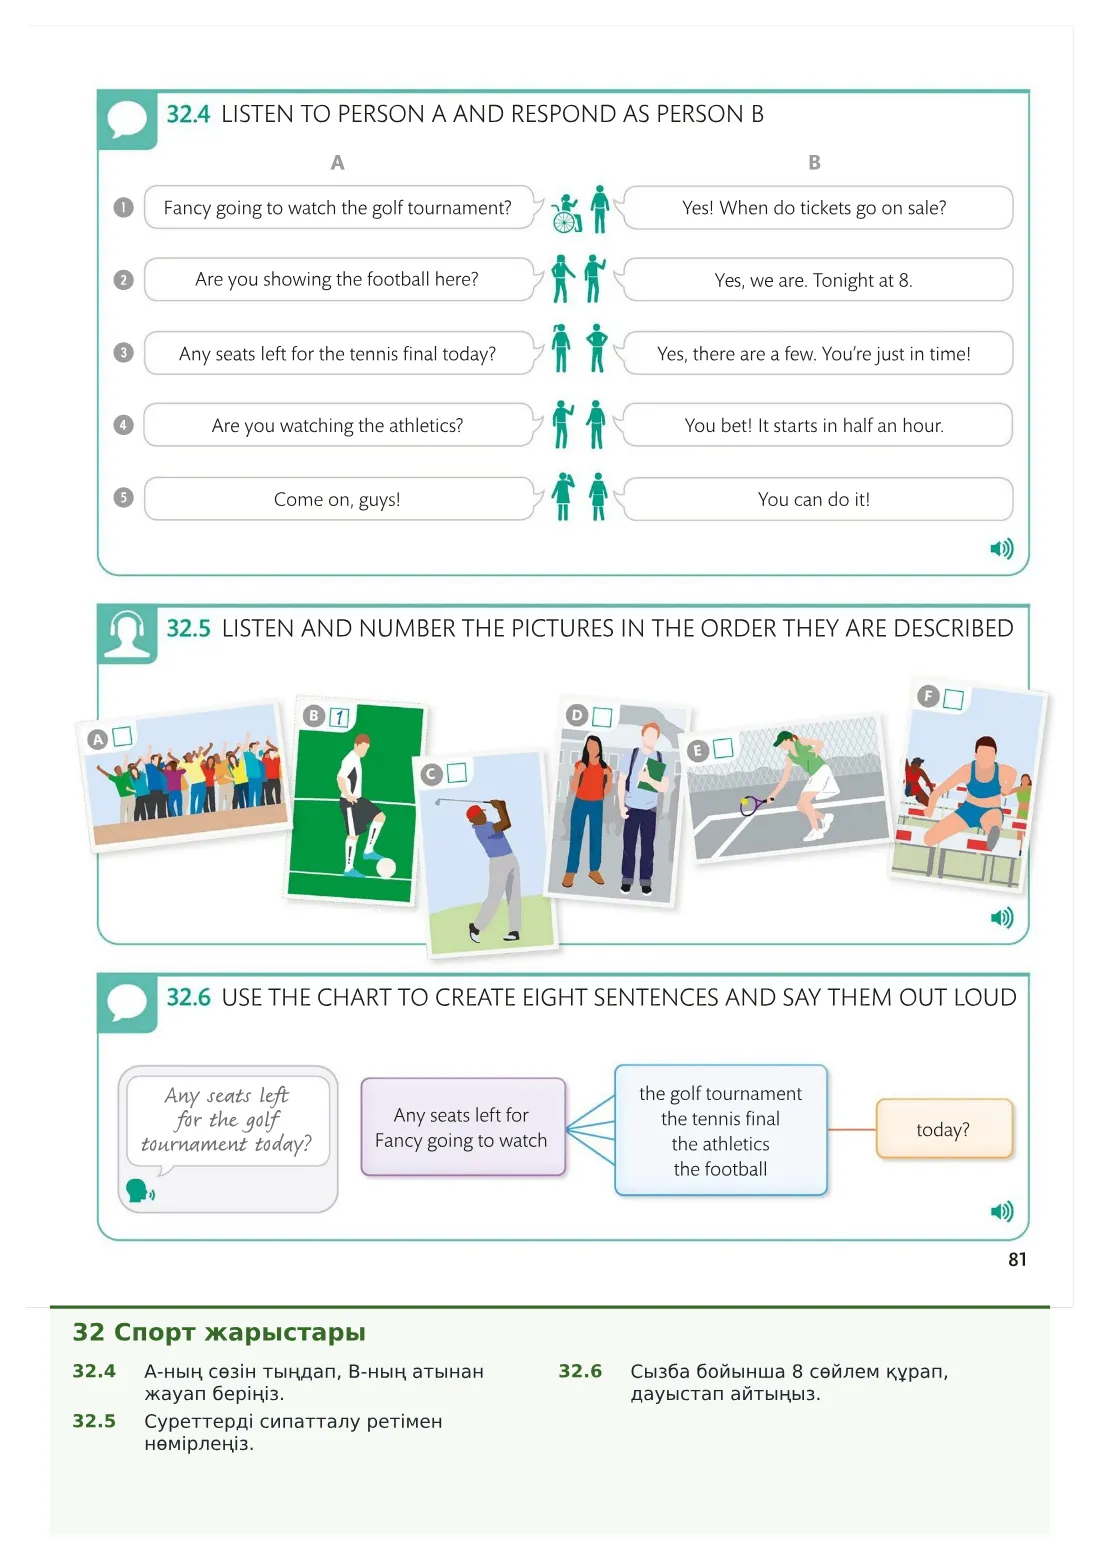 32.4 LISTEN TO PERSON A AND RESPOND AS PERSON B
A
B
1 Fancy going to watch the golf tournament?
Yes! When do tickets go on sale?
2 Are you showing the football here?
Yes, we are. Tonight at 8.
3 Any seats left for the tennis final today?
Yes, there are a few. You're just in time!
4 Are you watching the athletics?
You bet! It starts in half an hour.
5 Come on, guys!
You can do it!
32.5 LISTEN AND NUMBER THE PICTURES IN THE ORDER THEY ARE DESCRIBED
A
B 1
C
D
E
F
32.6 USE THE CHART TO CREATE EIGHT SENTENCES AND SAY THEM OUT LOUD
Any seats left
for the golf
tournament today?
Any seats left for
Fancy going to watch
the golf tournament
the tennis final
the athletics
the football
today?
81
32 Спорт жарыстары
32.4 А-ның сөзін тыңдап, В-ның атынан
жауап беріңіз.
32.5 Суреттерді сипатталу ретімен
нөмірлеңіз.
32.6 Сызба бойынша 8 сөйлем құрап,
дауыстап айтыңыз.